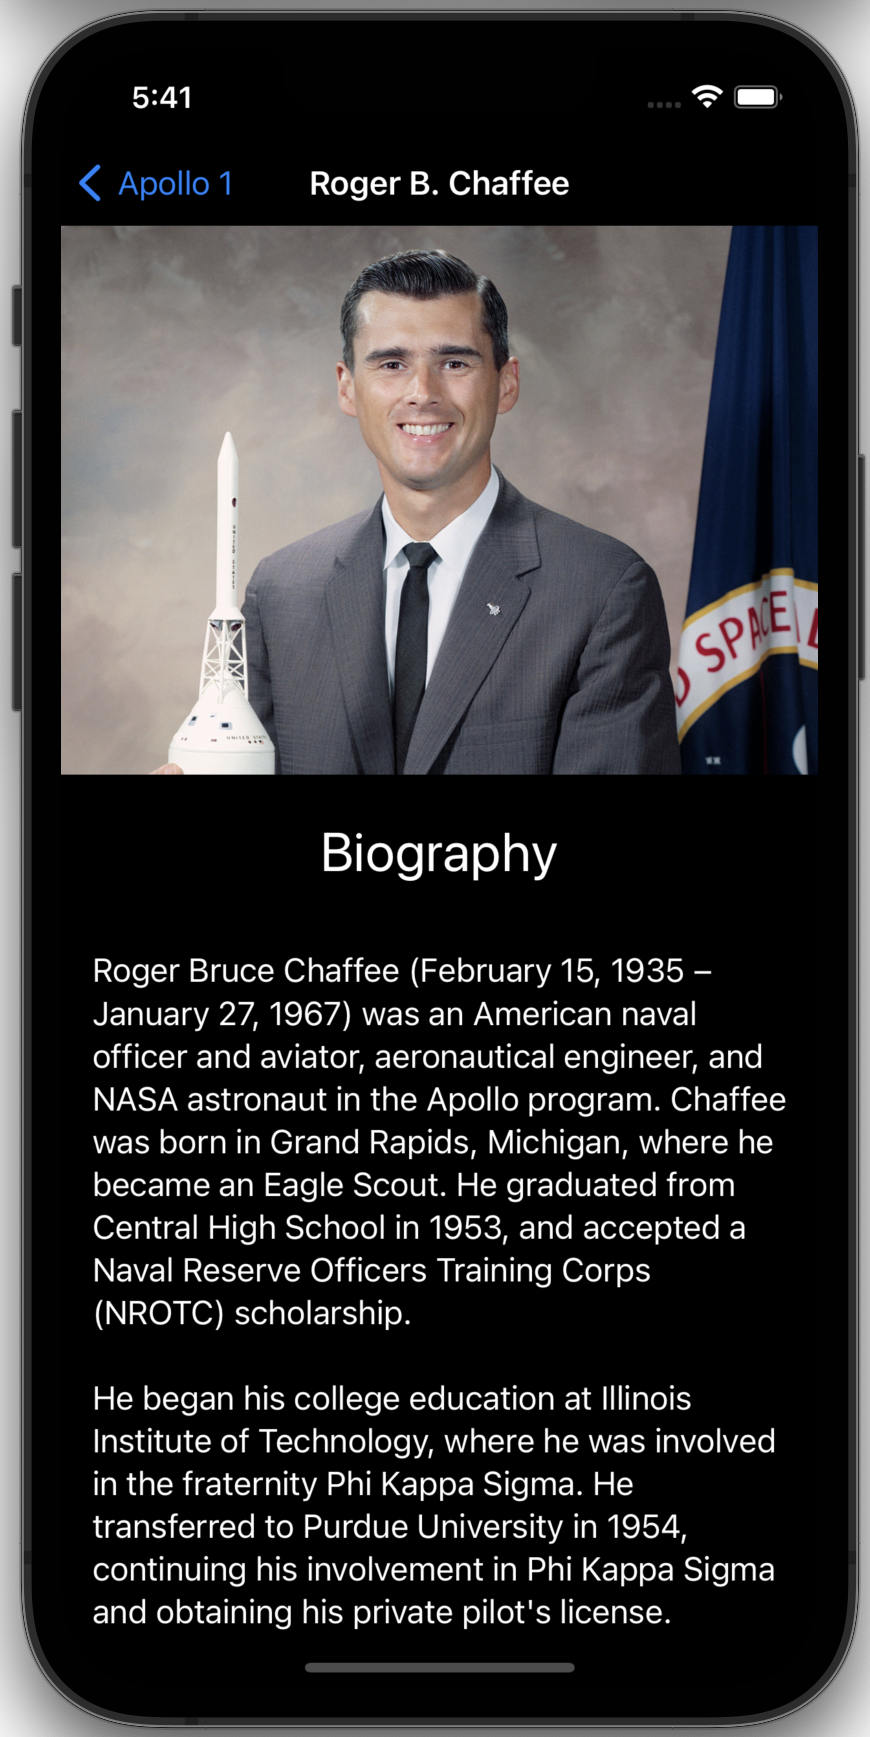 5:41
Apollo 1
Roger B. Chaffee
UNITED STATES
UNITED STATES
D SPACE
Biography
Roger Bruce Chaffee (February 15, 1935 –
January 27, 1967) was an American naval
officer and aviator, aeronautical engineer, and
NASA astronaut in the Apollo program. Chaffee
was born in Grand Rapids, Michigan, where he
became an Eagle Scout. He graduated from
Central High School in 1953, and accepted a
Naval Reserve Officers Training Corps
(NROTC) scholarship.
He began his college education at Illinois
Institute of Technology, where he was involved
in the fraternity Phi Kappa Sigma. He
transferred to Purdue University in 1954,
continuing his involvement in Phi Kappa Sigma
and obtaining his private pilot's license.